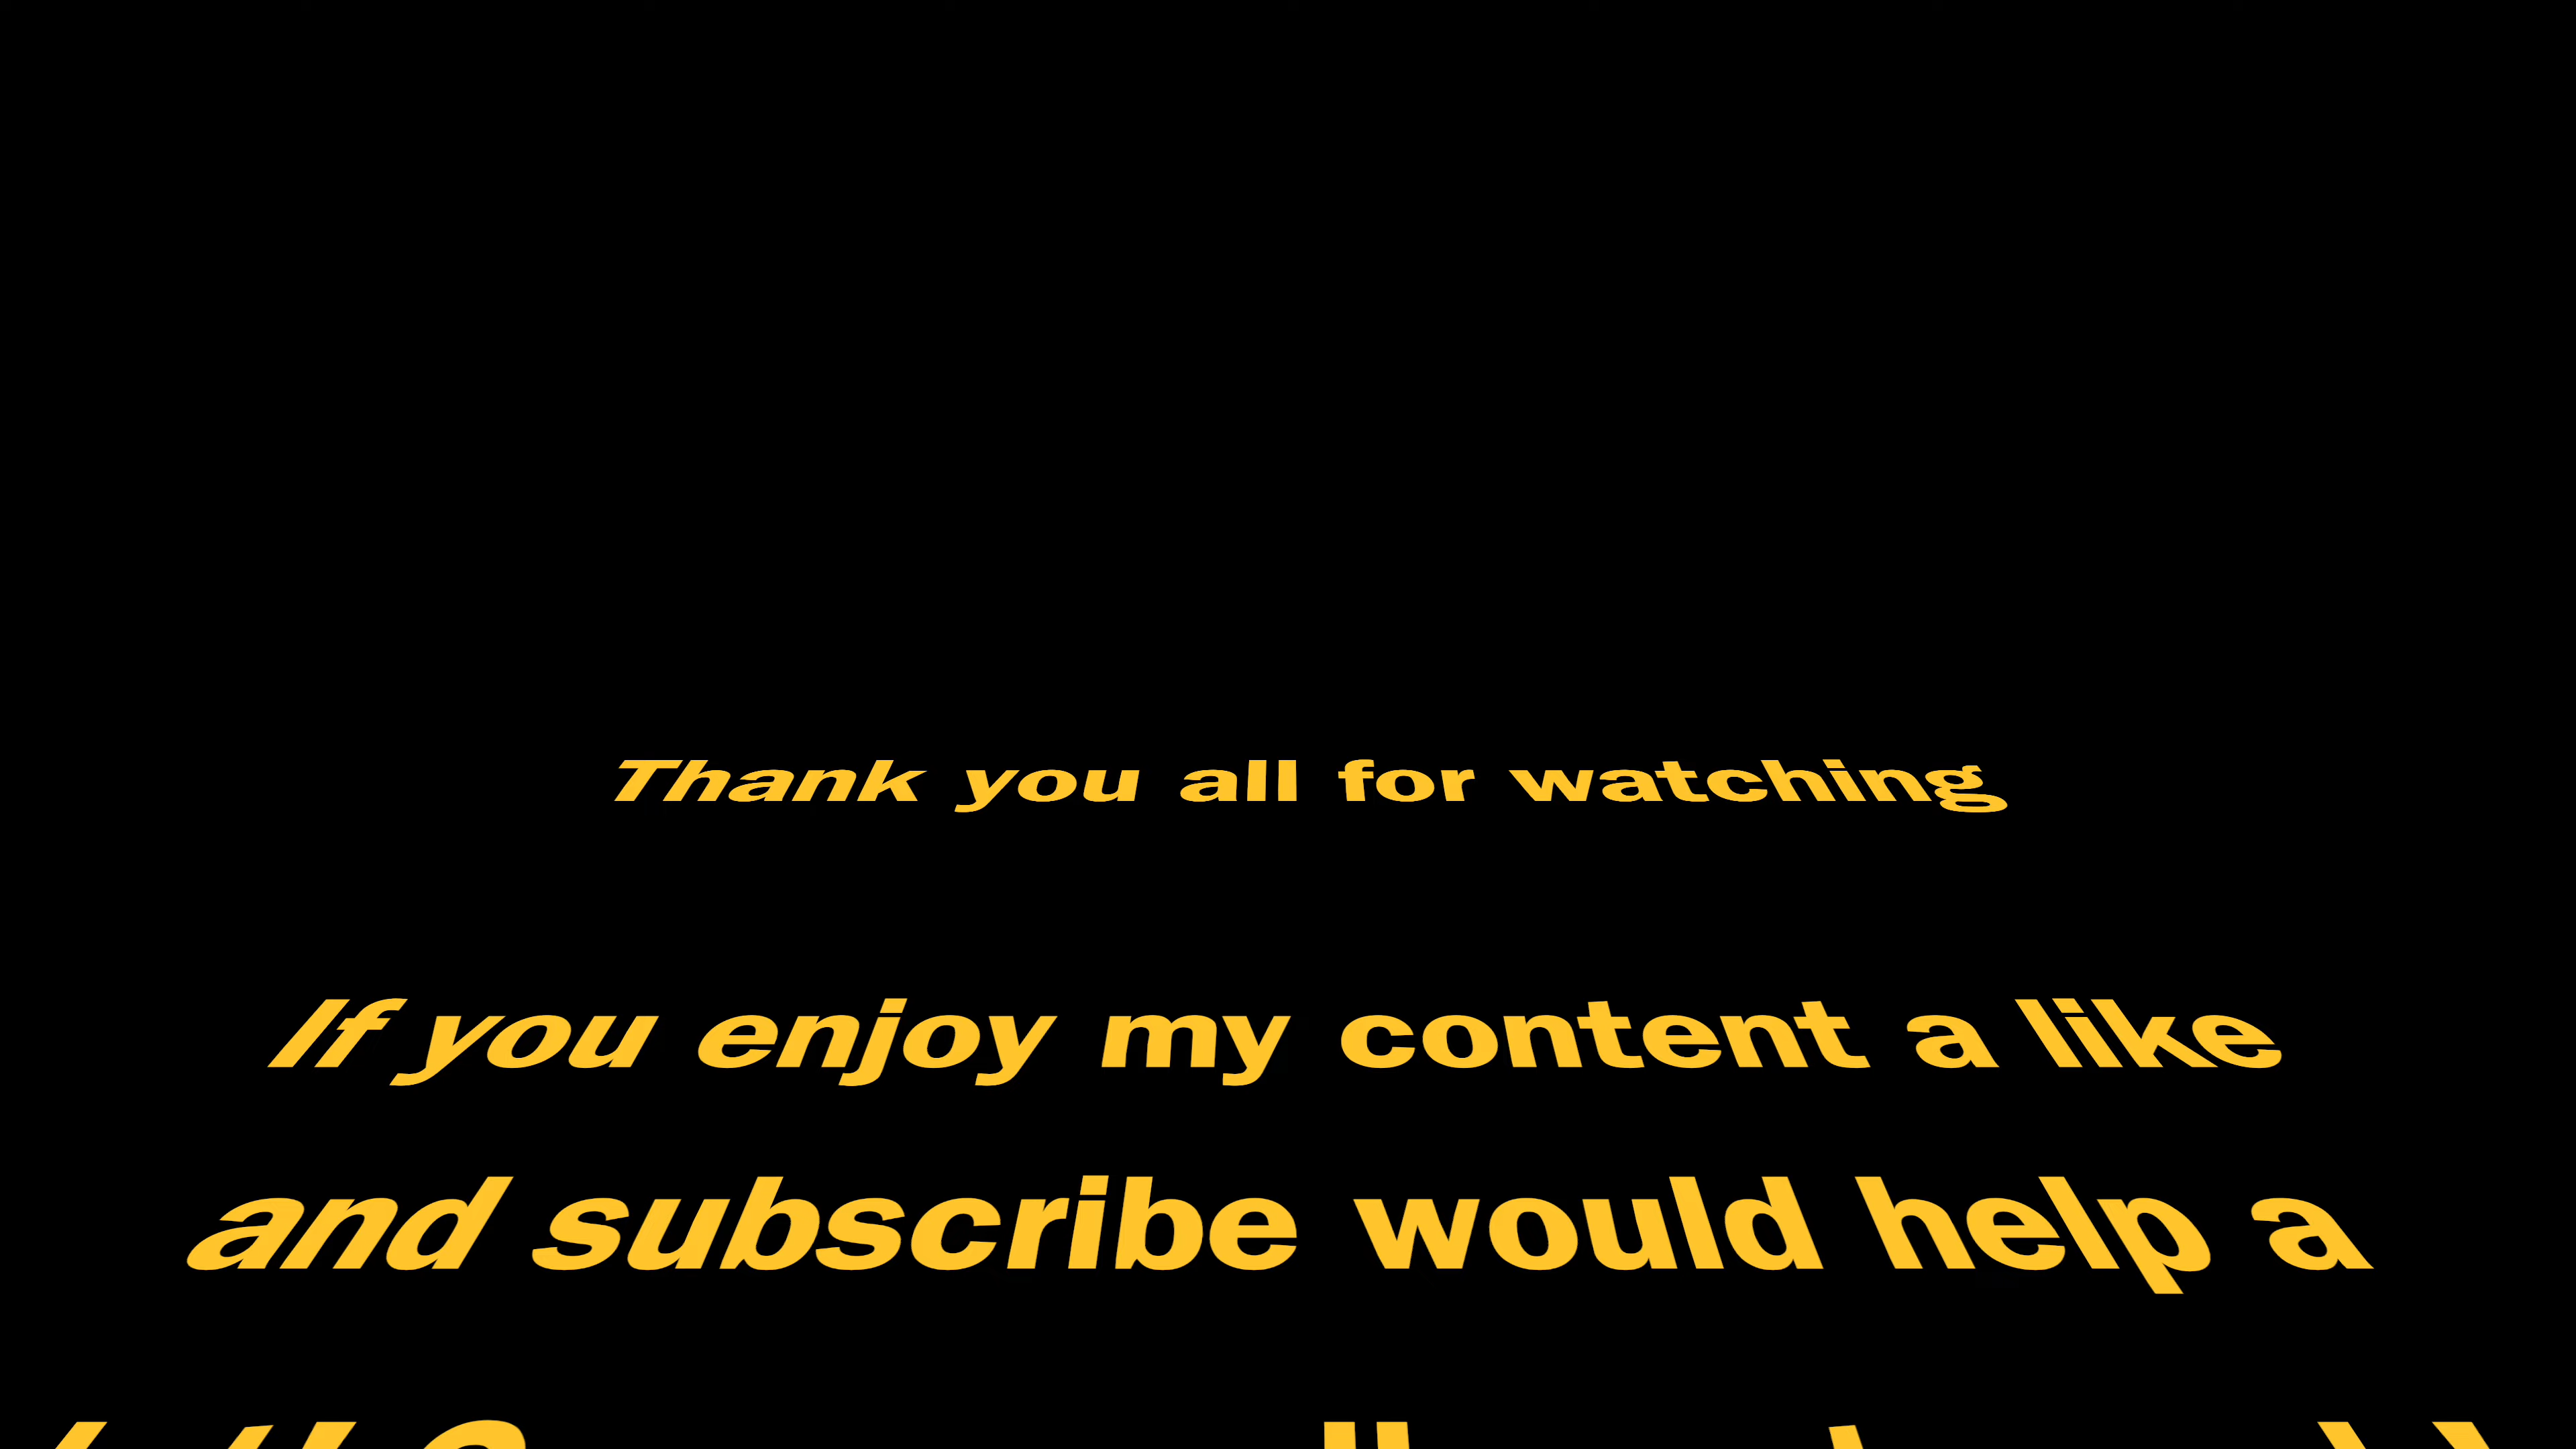 Thank you all for watching
If you enjoy my content a like
and subscribe would help a